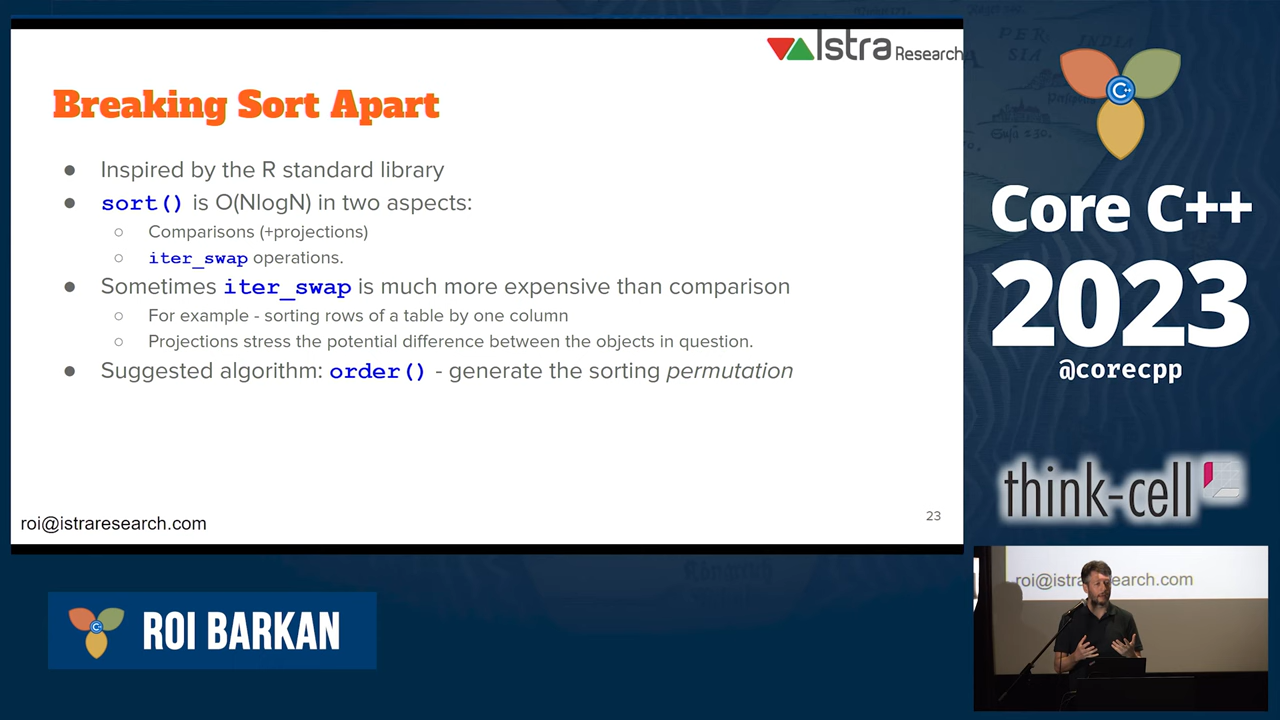 Istra Research
Breaking Sort Apart
● Inspired by the R standard library
● sort() is O(NlogN) in two aspects:
○ Comparisons (+projections)
○ iter_swap operations.
● Sometimes iter_swap is much more expensive than comparison
○ For example - sorting rows of a table by one column
○ Projections stress the potential difference between the objects in question.
● Suggested algorithm: order() - generate the sorting permutation
roi@istraresearch.com
23
C++
Core C++
2023
@corecpp
think-cell
C++
ROI BARKAN
PER
SIA
INDIA